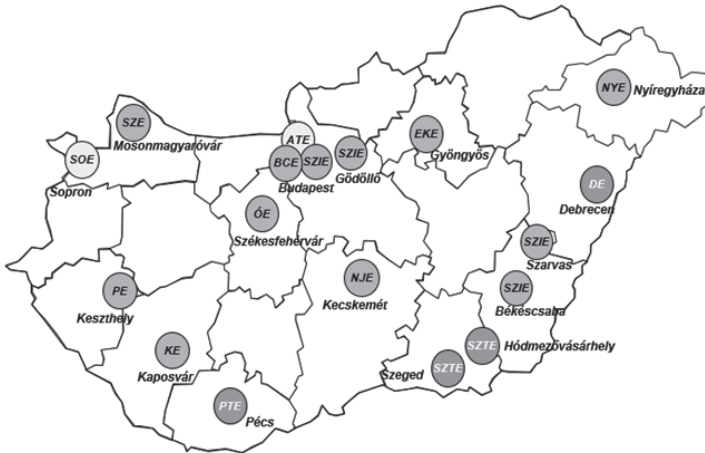 NYE
Nyíregyháza
SZE
Mosonmagyaróvár
EKE
Gyöngyös
ATE
BCE
SZIE
Budapest
SZIE
Gödöllő
SOE
Sopron
DE
Debrecen
ÓE
Székesfehérvár
SZIE
Szarvas
NJE
Kecskemét
SZIE
Békéscsaba
PE
Keszthely
SZTE
Hódmezővásárhely
KE
Kaposvár
Szeged
SZTE
PTE
Pécs